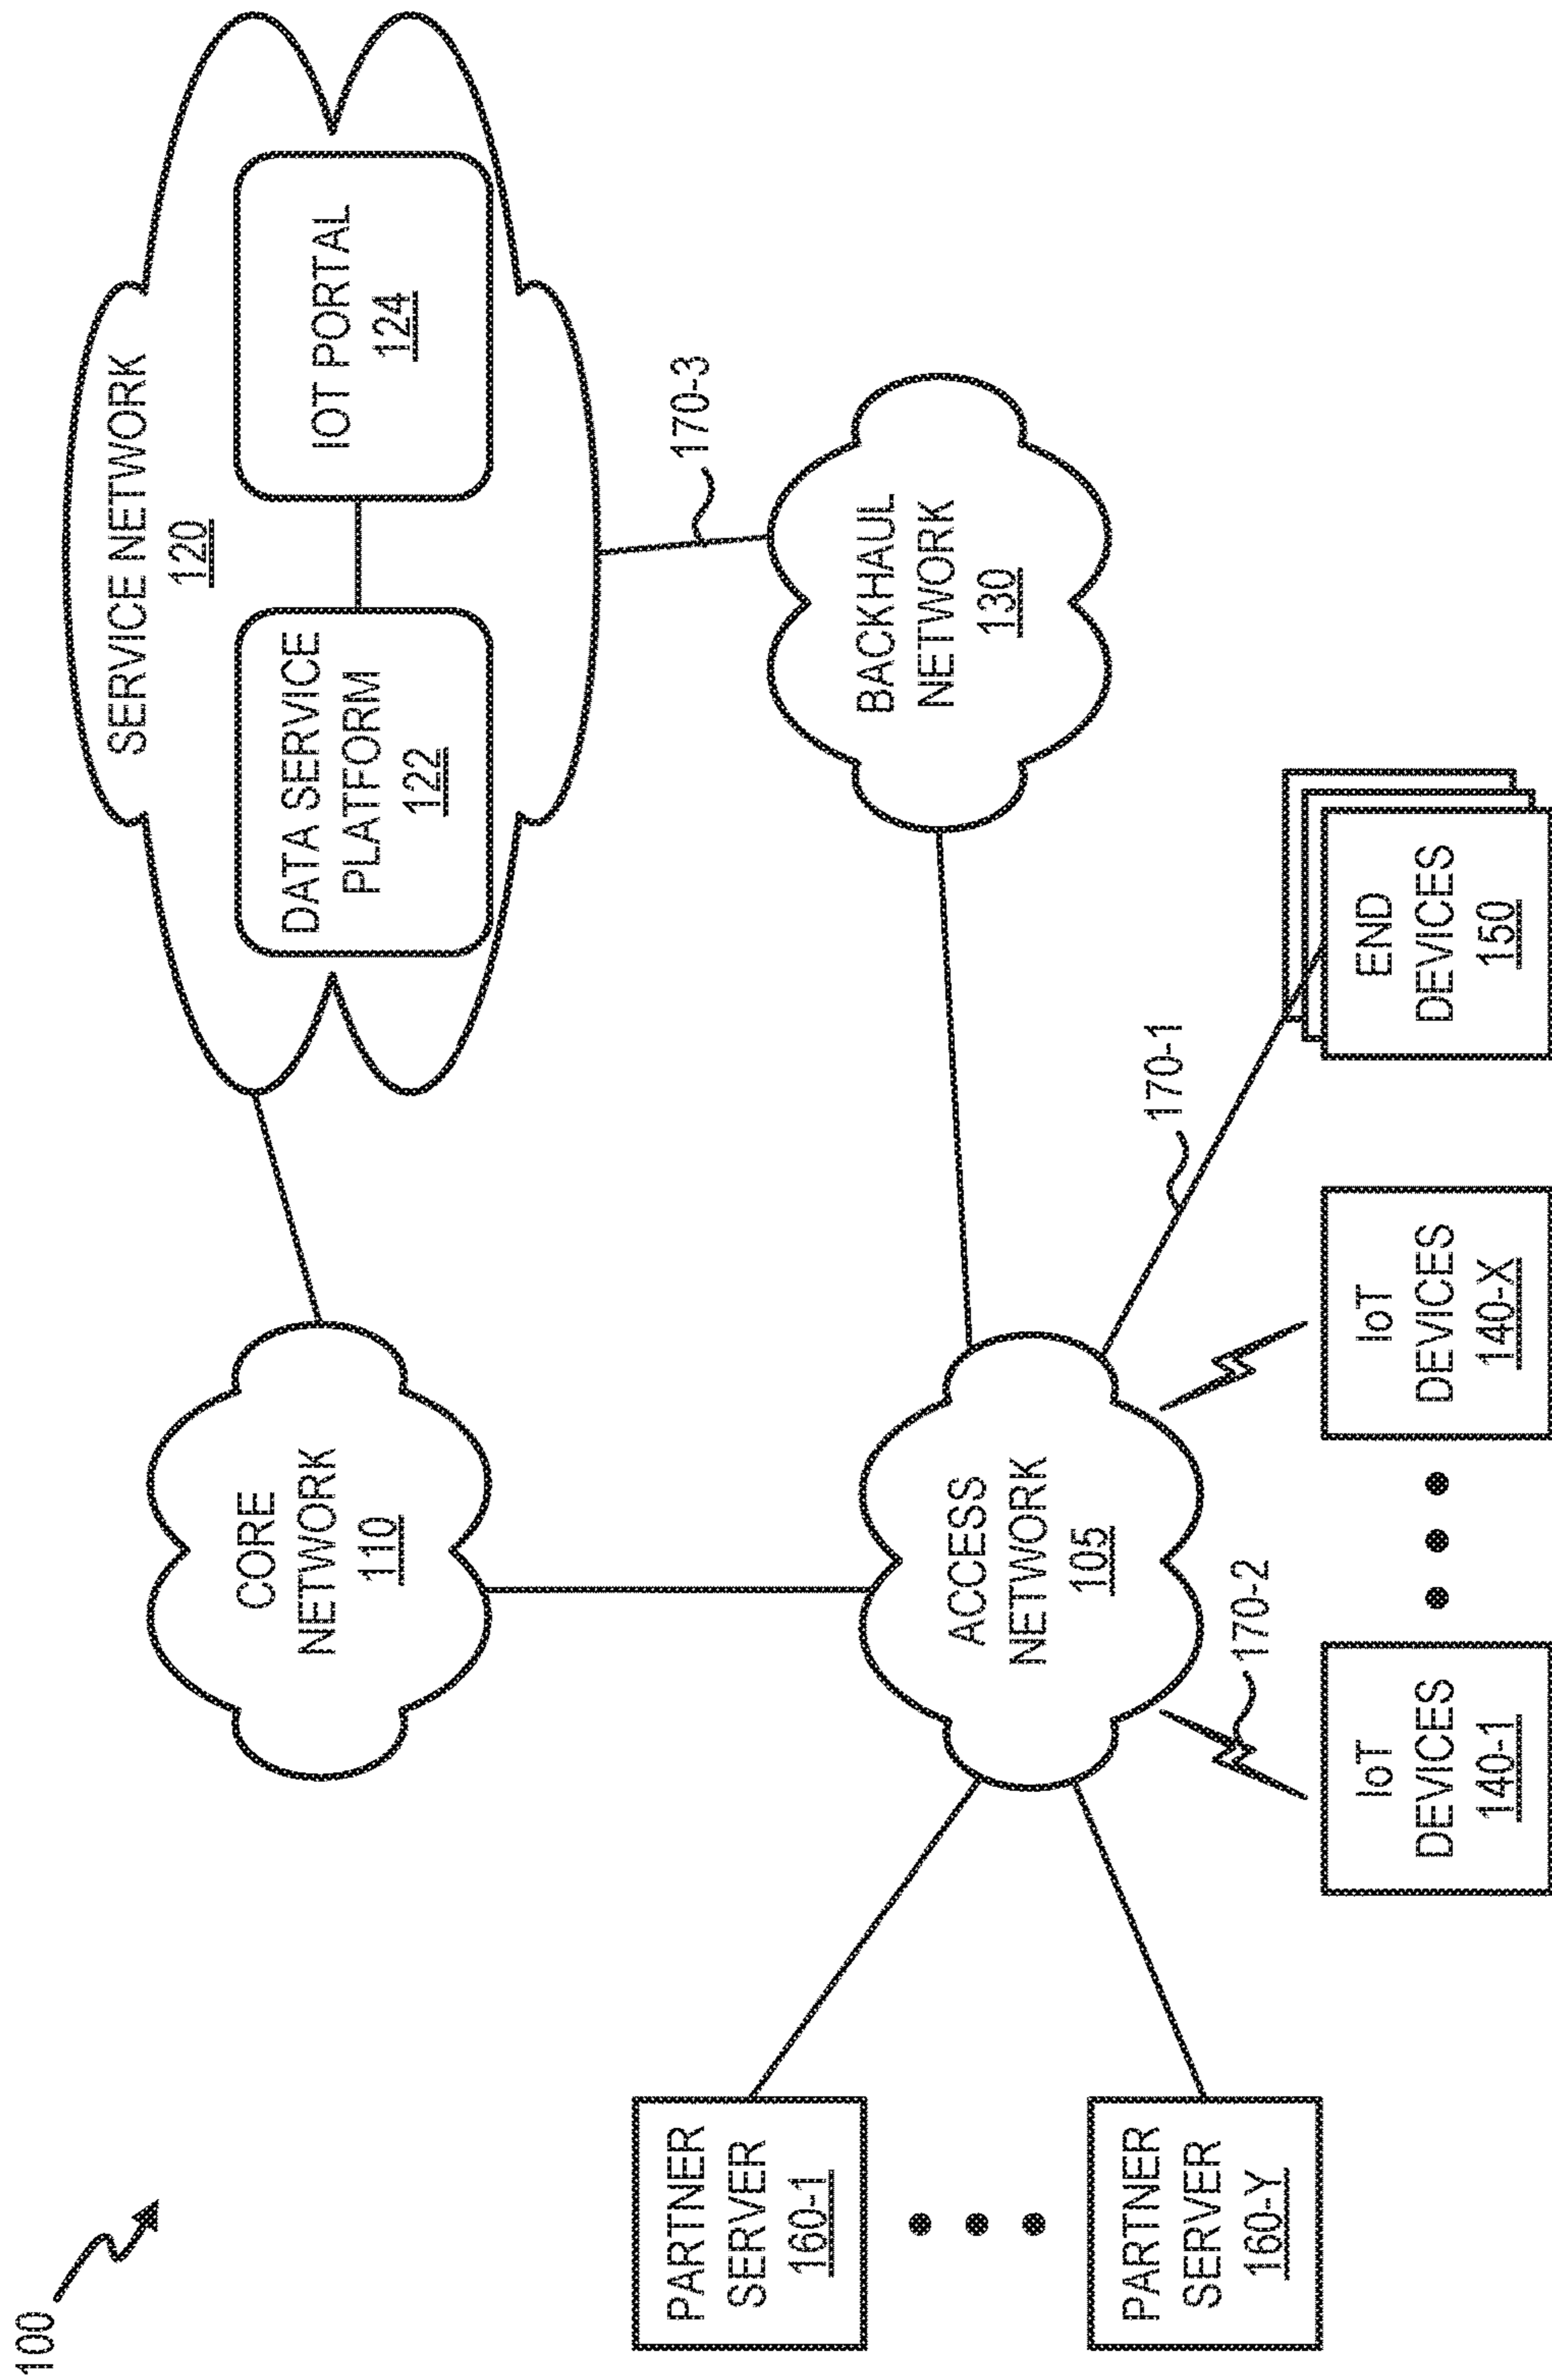 100
SERVICE NETWORK
120
DATA SERVICE
PLATFORM
122
IOT PORTAL
124
CORE
NETWORK
110
170-3
BACKHAUL
NETWORK
130
PARTNER
SERVER
160-1
ACCESS
NETWORK
105
170-1
PARTNER
SERVER
160-Y
170-2
IoT
DEVICES
140-1
IoT
DEVICES
140-X
END
DEVICES
150